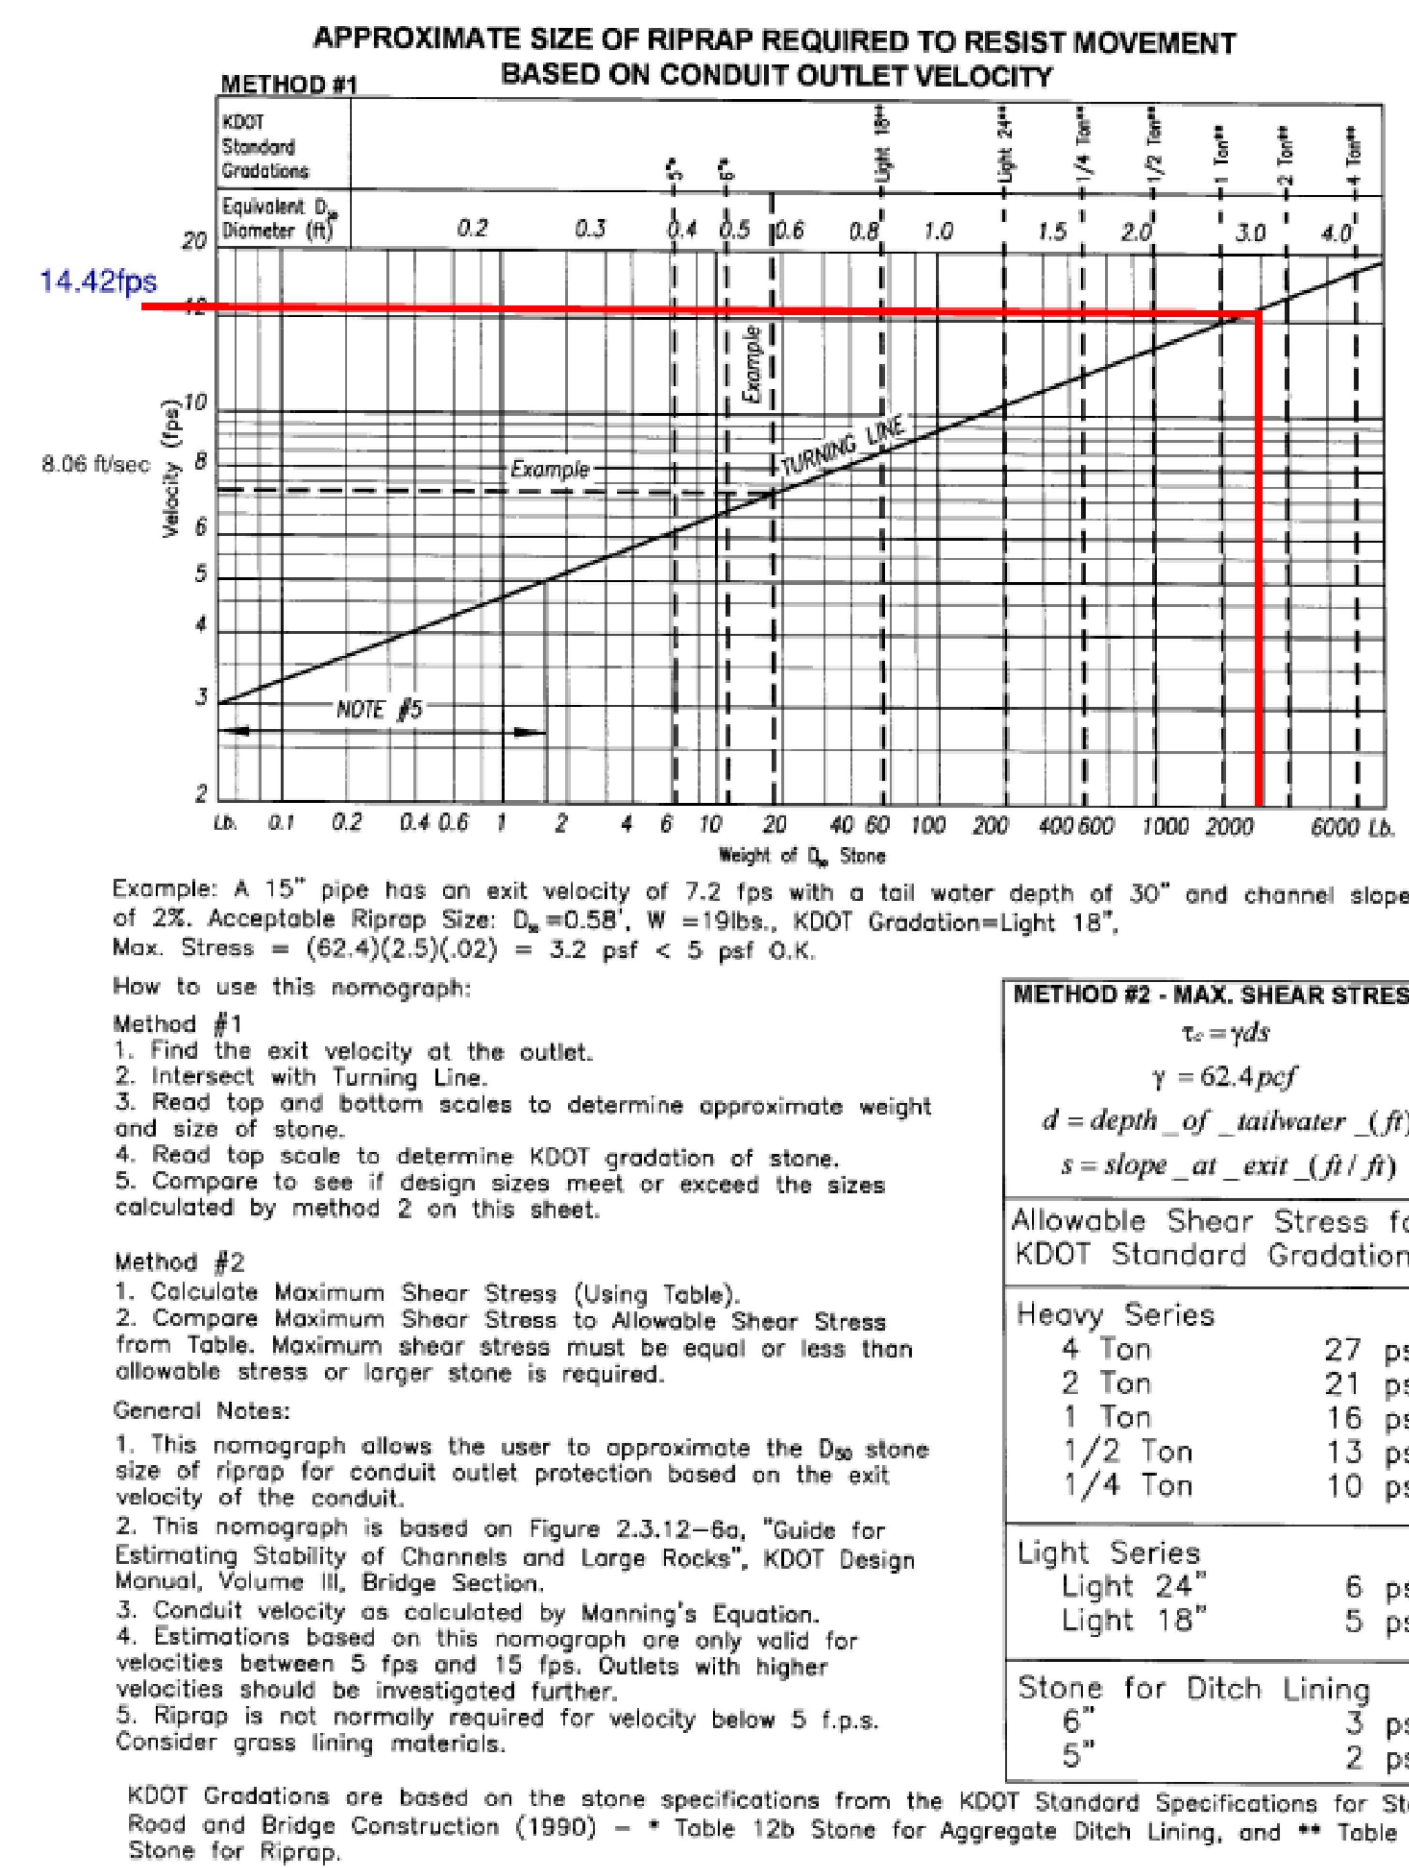 APPROXIMATE SIZE OF RIPRAP REQUIRED TO RESIST MOVEMENT
BASED ON CONDUIT OUTLET VELOCITY
METHOD #1
KDOT
Standard
Gradations
5"*
6"*
Light 18"**
Light 24"**
1/4 Ton**
1/2 Ton**
1 Ton**
2 Ton**
4 Ton**
Equivalent D50
Diameter (ft)
0.2 0.3 0.4 0.5 0.6 0.8 1.0 1.5 2.0 3.0 4.0
20
14.42fps
12
10
8.06 ft/sec
8
6
5
4
3
2
Velocity (fps)
Example
Example
TURNING LINE
NOTE #5
Lb. 0.1 0.2 0.4 0.6 1 2 4 6 10 20 40 60 100 200 400 600 1000 2000 6000 Lb.
Weight of D50 Stone
Example: A 15" pipe has an exit velocity of 7.2 fps with a tail water depth of 30" and channel slope
of 2%. Acceptable Riprap Size: D50=0.58', W =19lbs., KDOT Gradation=Light 18",
Max. Stress = (62.4)(2.5)(.02) = 3.2 psf < 5 psf O.K.
How to use this nomograph:
Method #1
1. Find the exit velocity at the outlet.
2. Intersect with Turning Line.
3. Read top and bottom scales to determine approximate weight
and size of stone.
4. Read top scale to determine KDOT gradation of stone.
5. Compare to see if design sizes meet or exceed the sizes
calculated by method 2 on this sheet.
Method #2
1. Calculate Maximum Shear Stress (Using Table).
2. Compare Maximum Shear Stress to Allowable Shear Stress
from Table. Maximum shear stress must be equal or less than
allowable stress or larger stone is required.
General Notes:
1. This nomograph allows the user to approximate the D50 stone
size of riprap for conduit outlet protection based on the exit
velocity of the conduit.
2. This nomograph is based on Figure 2.3.12-6a, "Guide for
Estimating Stability of Channels and Large Rocks", KDOT Design
Manual, Volume III, Bridge Section.
3. Conduit velocity as calculated by Manning's Equation.
4. Estimations based on this nomograph are only valid for
velocities between 5 fps and 15 fps. Outlets with higher
velocities should be investigated further.
5. Riprap is not normally required for velocity below 5 f.p.s.
Consider grass lining materials.
METHOD #2 - MAX. SHEAR STRES
τc = γds
γ = 62.4 pcf
d = depth_of_tailwater_(ft)
s = slope_at_exit_(ft/ft)
Allowable Shear Stress fo
KDOT Standard Gradation
Heavy Series
4 Ton 27 ps
2 Ton 21 ps
1 Ton 16 ps
1/2 Ton 13 ps
1/4 Ton 10 ps
Light Series
Light 24" 6 ps
Light 18" 5 ps
Stone for Ditch Lining
6" 3 ps
5" 2 ps
KDOT Gradations are based on the stone specifications from the KDOT Standard Specifications for St
Road and Bridge Construction (1990) - * Table 12b Stone for Aggregate Ditch Lining, and ** Table
Stone for Riprap.